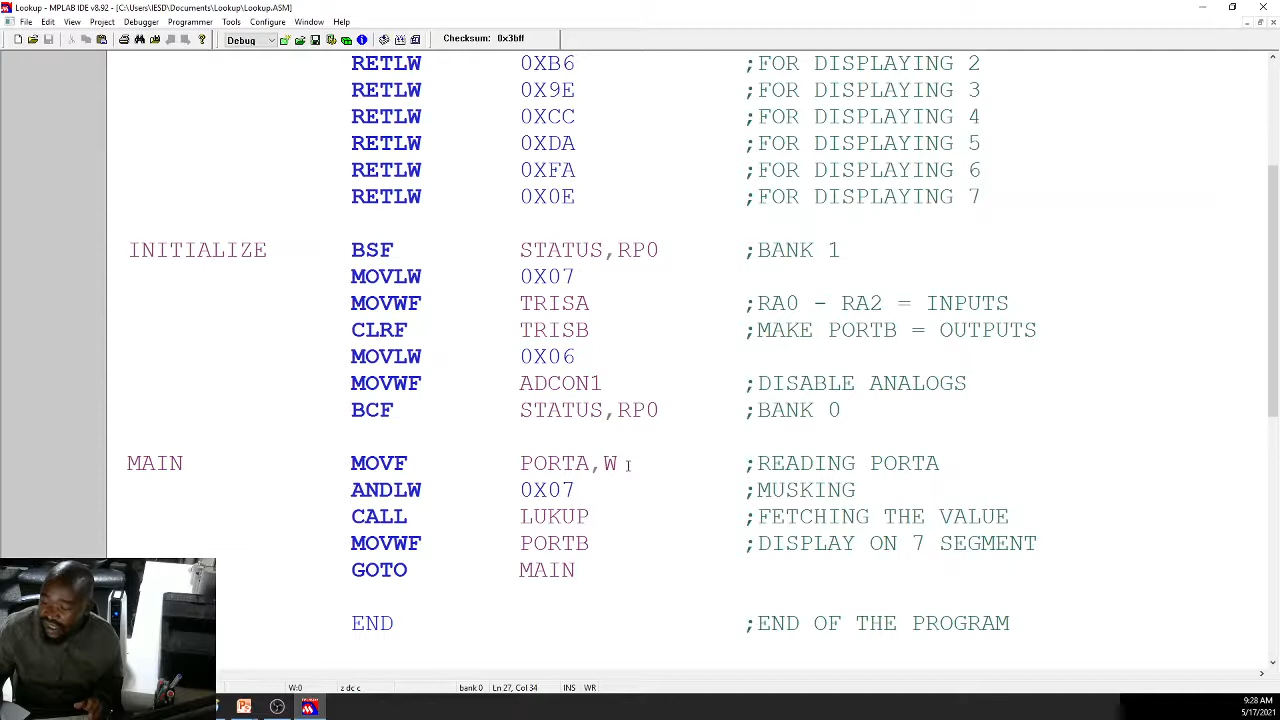 Lookup - MPLAB IDE v8.92 - [C:\Users\IESD\Documents\Lookup\Lookup.ASM]
File Edit View Project Debugger Programmer Tools Configure Window Help
Debug Checksum: 0x3bff
RETLW 0XB6 ;FOR DISPLAYING 2
RETLW 0X9E ;FOR DISPLAYING 3
RETLW 0XCC ;FOR DISPLAYING 4
RETLW 0XDA ;FOR DISPLAYING 5
RETLW 0XFA ;FOR DISPLAYING 6
RETLW 0X0E ;FOR DISPLAYING 7
INITIALIZE BSF STATUS,RP0 ;BANK 1
MOVLW 0X07
MOVWF TRISA ;RA0 - RA2 = INPUTS
CLRF TRISB ;MAKE PORTB = OUTPUTS
MOVLW 0X06
MOVWF ADCON1 ;DISABLE ANALOGS
BCF STATUS,RP0 ;BANK 0
MAIN MOVF PORTA,W ;READING PORTA
ANDLW 0X07 ;MUSKING
CALL LUKUP ;FETCHING THE VALUE
MOVWF PORTB ;DISPLAY ON 7 SEGMENT
GOTO MAIN
END ;END OF THE PROGRAM
W:0 z dc c bank 0 Ln 27, Col 34 INS WR
9:28 AM
5/17/2021